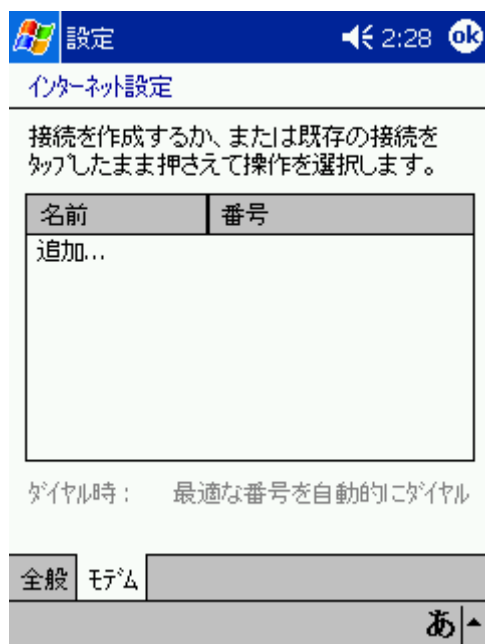 設定 2:28 ok
インターネット設定
接続を作成するか、または既存の接続を
タップしたまま押さえて操作を選択します。
名前 番号
追加...
ダイヤル時： 最適な番号を自動的にダイヤル
全般 モデム
あ